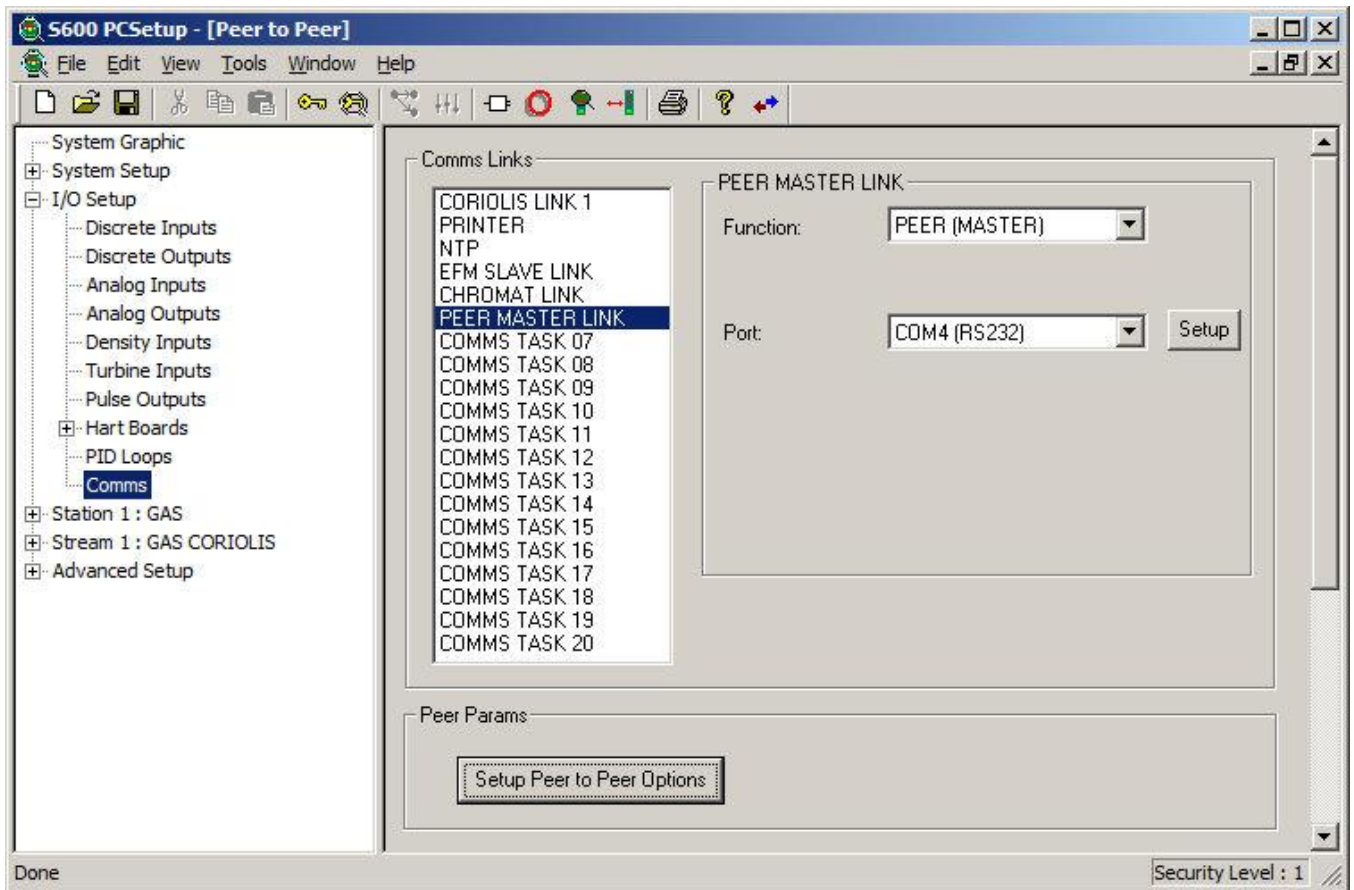 S600 PCSetup - [Peer to Peer]
File Edit View Tools Window Help
System Graphic
System Setup
I/O Setup
Discrete Inputs
Discrete Outputs
Analog Inputs
Analog Outputs
Density Inputs
Turbine Inputs
Pulse Outputs
Hart Boards
PID Loops
Comms
Station 1 : GAS
Stream 1 : GAS CORIOLIS
Advanced Setup
Comms Links
CORIOLIS LINK 1
PRINTER
NTP
EFM SLAVE LINK
CHROMAT LINK
PEER MASTER LINK
COMMS TASK 07
COMMS TASK 08
COMMS TASK 09
COMMS TASK 10
COMMS TASK 11
COMMS TASK 12
COMMS TASK 13
COMMS TASK 14
COMMS TASK 15
COMMS TASK 16
COMMS TASK 17
COMMS TASK 18
COMMS TASK 19
COMMS TASK 20
PEER MASTER LINK
Function: PEER (MASTER)
Port: COM4 (RS232) Setup
Peer Params
Setup Peer to Peer Options
Done Security Level : 1